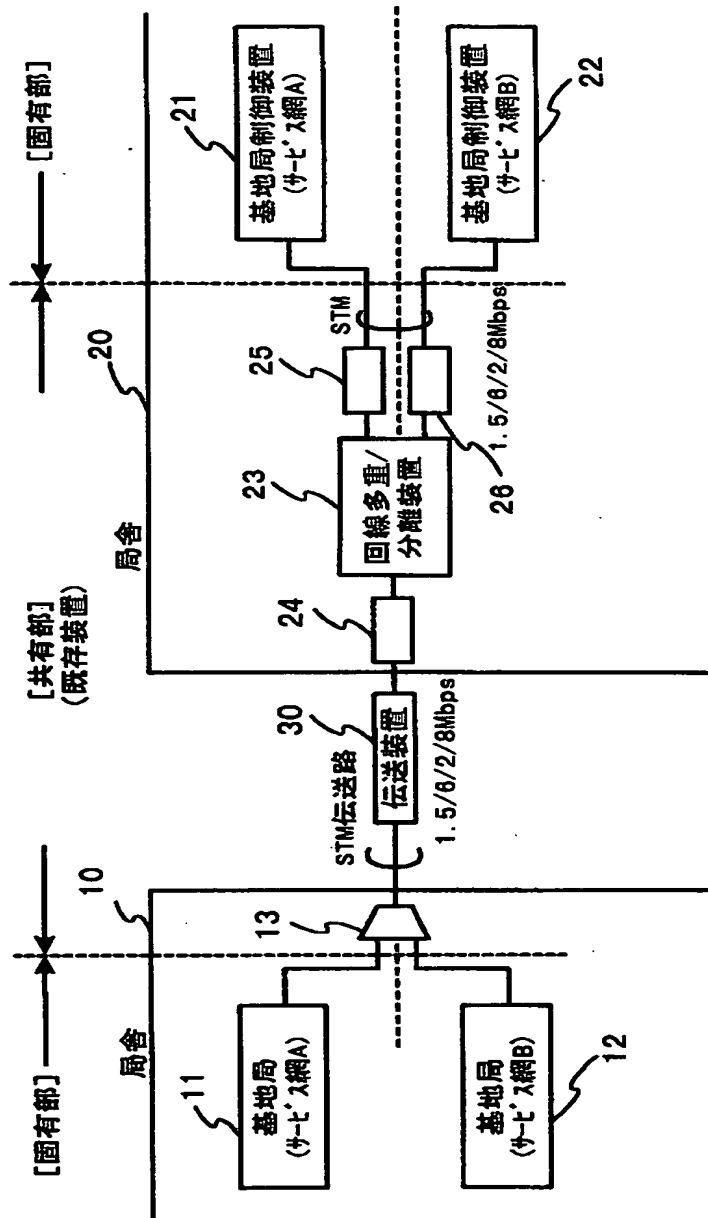 [固有部]
[共有部]
(既存装置)
[固有部]
局舎
10
局舎
20
11
基地局
(サービス網A)
基地局
(サービス網B)
12
13
STM伝送路
30
伝送装置
1.5/6/2/8Mbps
24
23
回線多重/
分離装置
25
26
STM
1.5/6/2/8Mbps
21
基地局制御装置
(サービス網A)
基地局制御装置
(サービス網B)
22